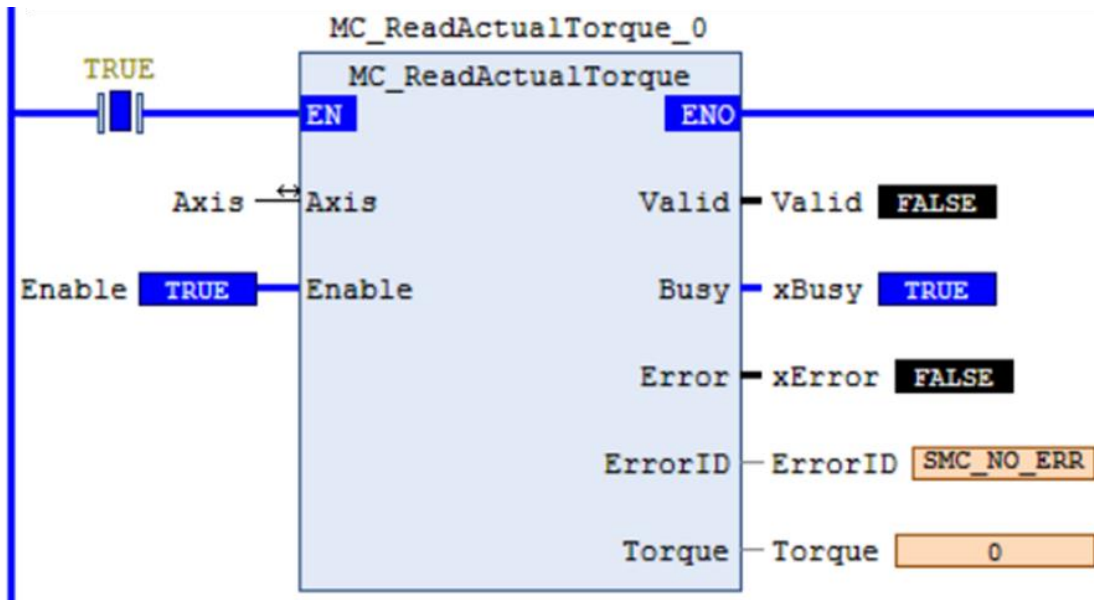 MC_ReadActualTorque_0
TRUE
MC_ReadActualTorque
EN ENO
Axis Axis Valid Valid FALSE
Enable TRUE Enable Busy xBusy TRUE
Error xError FALSE
ErrorID ErrorID SMC_NO_ERR
Torque Torque 0